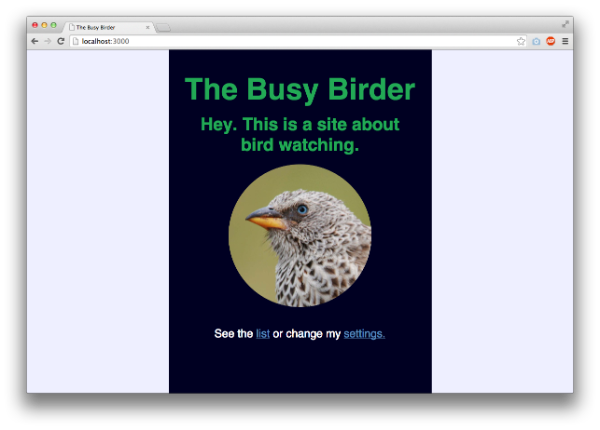 The Busy Birder
localhost:3000
The Busy Birder
Hey. This is a site about
bird watching.
See the list or change my settings.